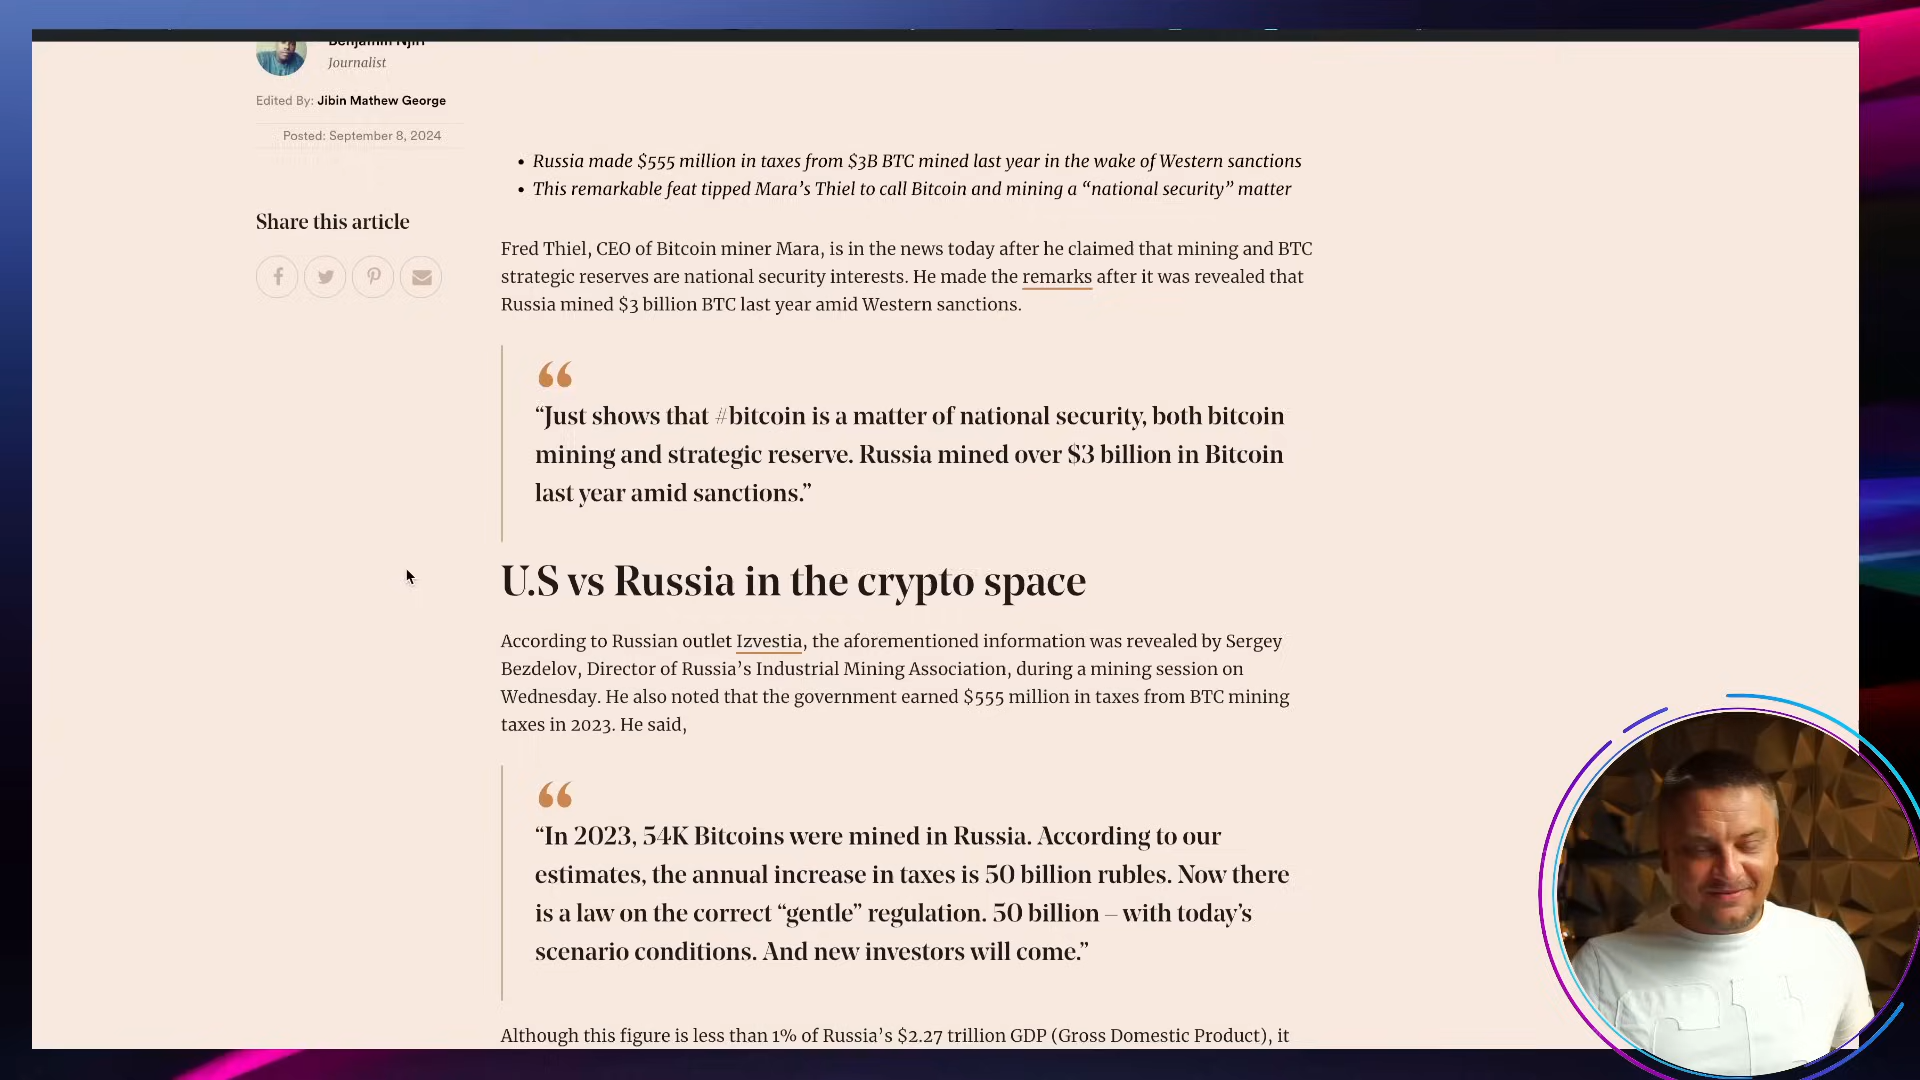 Benjamin Njiri
Journalist
Edited By: Jibin Mathew George
Posted: September 8, 2024
Share this article
• Russia made $555 million in taxes from $3B BTC mined last year in the wake of Western sanctions
• This remarkable feat tipped Mara’s Thiel to call Bitcoin and mining a “national security” matter
Fred Thiel, CEO of Bitcoin miner Mara, is in the news today after he claimed that mining and BTC
strategic reserves are national security interests. He made the remarks after it was revealed that
Russia mined $3 billion BTC last year amid Western sanctions.
“Just shows that #bitcoin is a matter of national security, both bitcoin
mining and strategic reserve. Russia mined over $3 billion in Bitcoin
last year amid sanctions.”
U.S vs Russia in the crypto space
According to Russian outlet Izvestia, the aforementioned information was revealed by Sergey
Bezdelov, Director of Russia’s Industrial Mining Association, during a mining session on
Wednesday. He also noted that the government earned $555 million in taxes from BTC mining
taxes in 2023. He said,
“In 2023, 54K Bitcoins were mined in Russia. According to our
estimates, the annual increase in taxes is 50 billion rubles. Now there
is a law on the correct “gentle” regulation. 50 billion – with today’s
scenario conditions. And new investors will come.”
Although this figure is less than 1% of Russia’s $2.27 trillion GDP (Gross Domestic Product), it